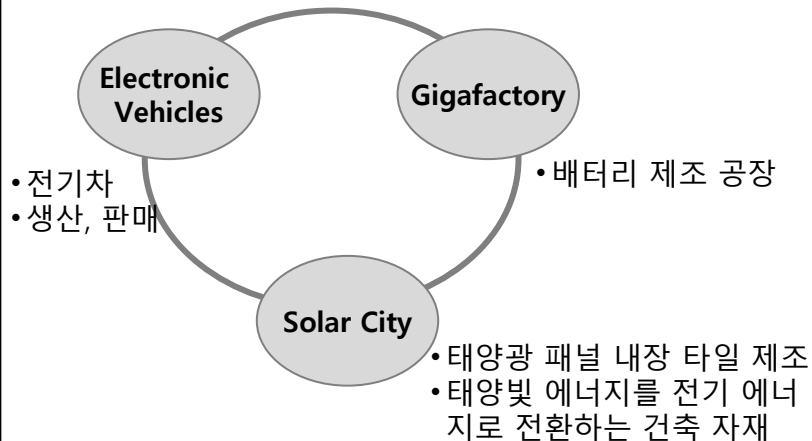 Electronic
Vehicles
Gigafactory
• 전기차
• 생산, 판매
• 배터리 제조 공장
Solar City
• 태양광 패널 내장 타일 제조
• 태양빛 에너지를 전기 에너
지로 전환하는 건축 자재